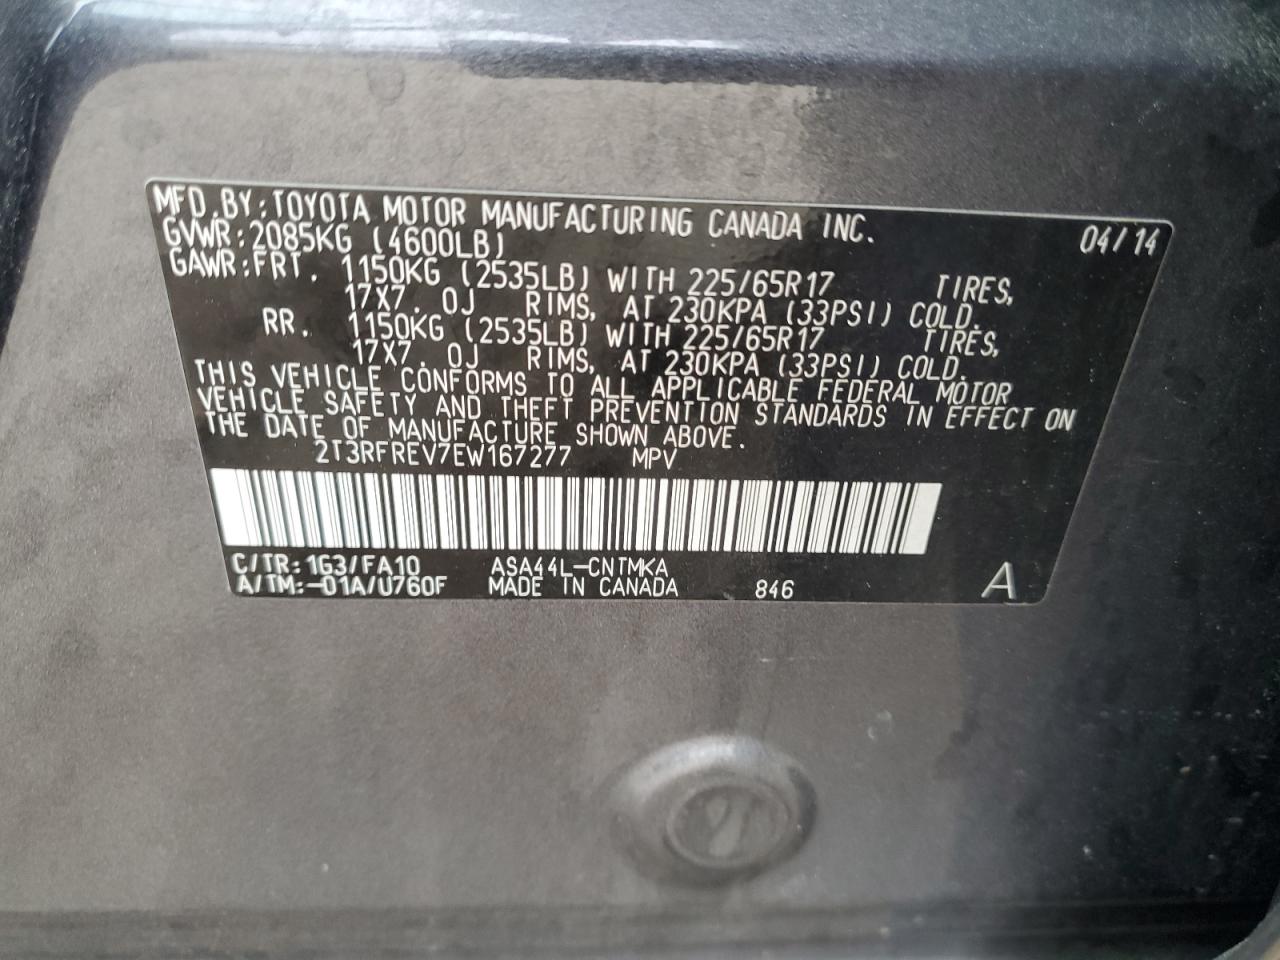 MFD.BY:TOYOTA MOTOR MANUFACTURING CANADA INC. 04/14
GVWR:2085KG (4600LB)
GAWR:FRT. 1150KG (2535LB) WITH 225/65R17 TIRES,
17X7.0J RIMS, AT 230KPA (33PSI) COLD.
RR. 1150KG (2535LB) WITH 225/65R17 TIRES,
17X7.0J RIMS, AT 230KPA (33PSI) COLD.
THIS VEHICLE CONFORMS TO ALL APPLICABLE FEDERAL MOTOR
VEHICLE SAFETY AND THEFT PREVENTION STANDARDS IN EFFECT ON
THE DATE OF MANUFACTURE SHOWN ABOVE.
2T3RFREV7EW167277 MPV
C/TR:1G3/FA10 ASA44L-CNTMKA
A/TM:-01A/U760F MADE IN CANADA 846 A